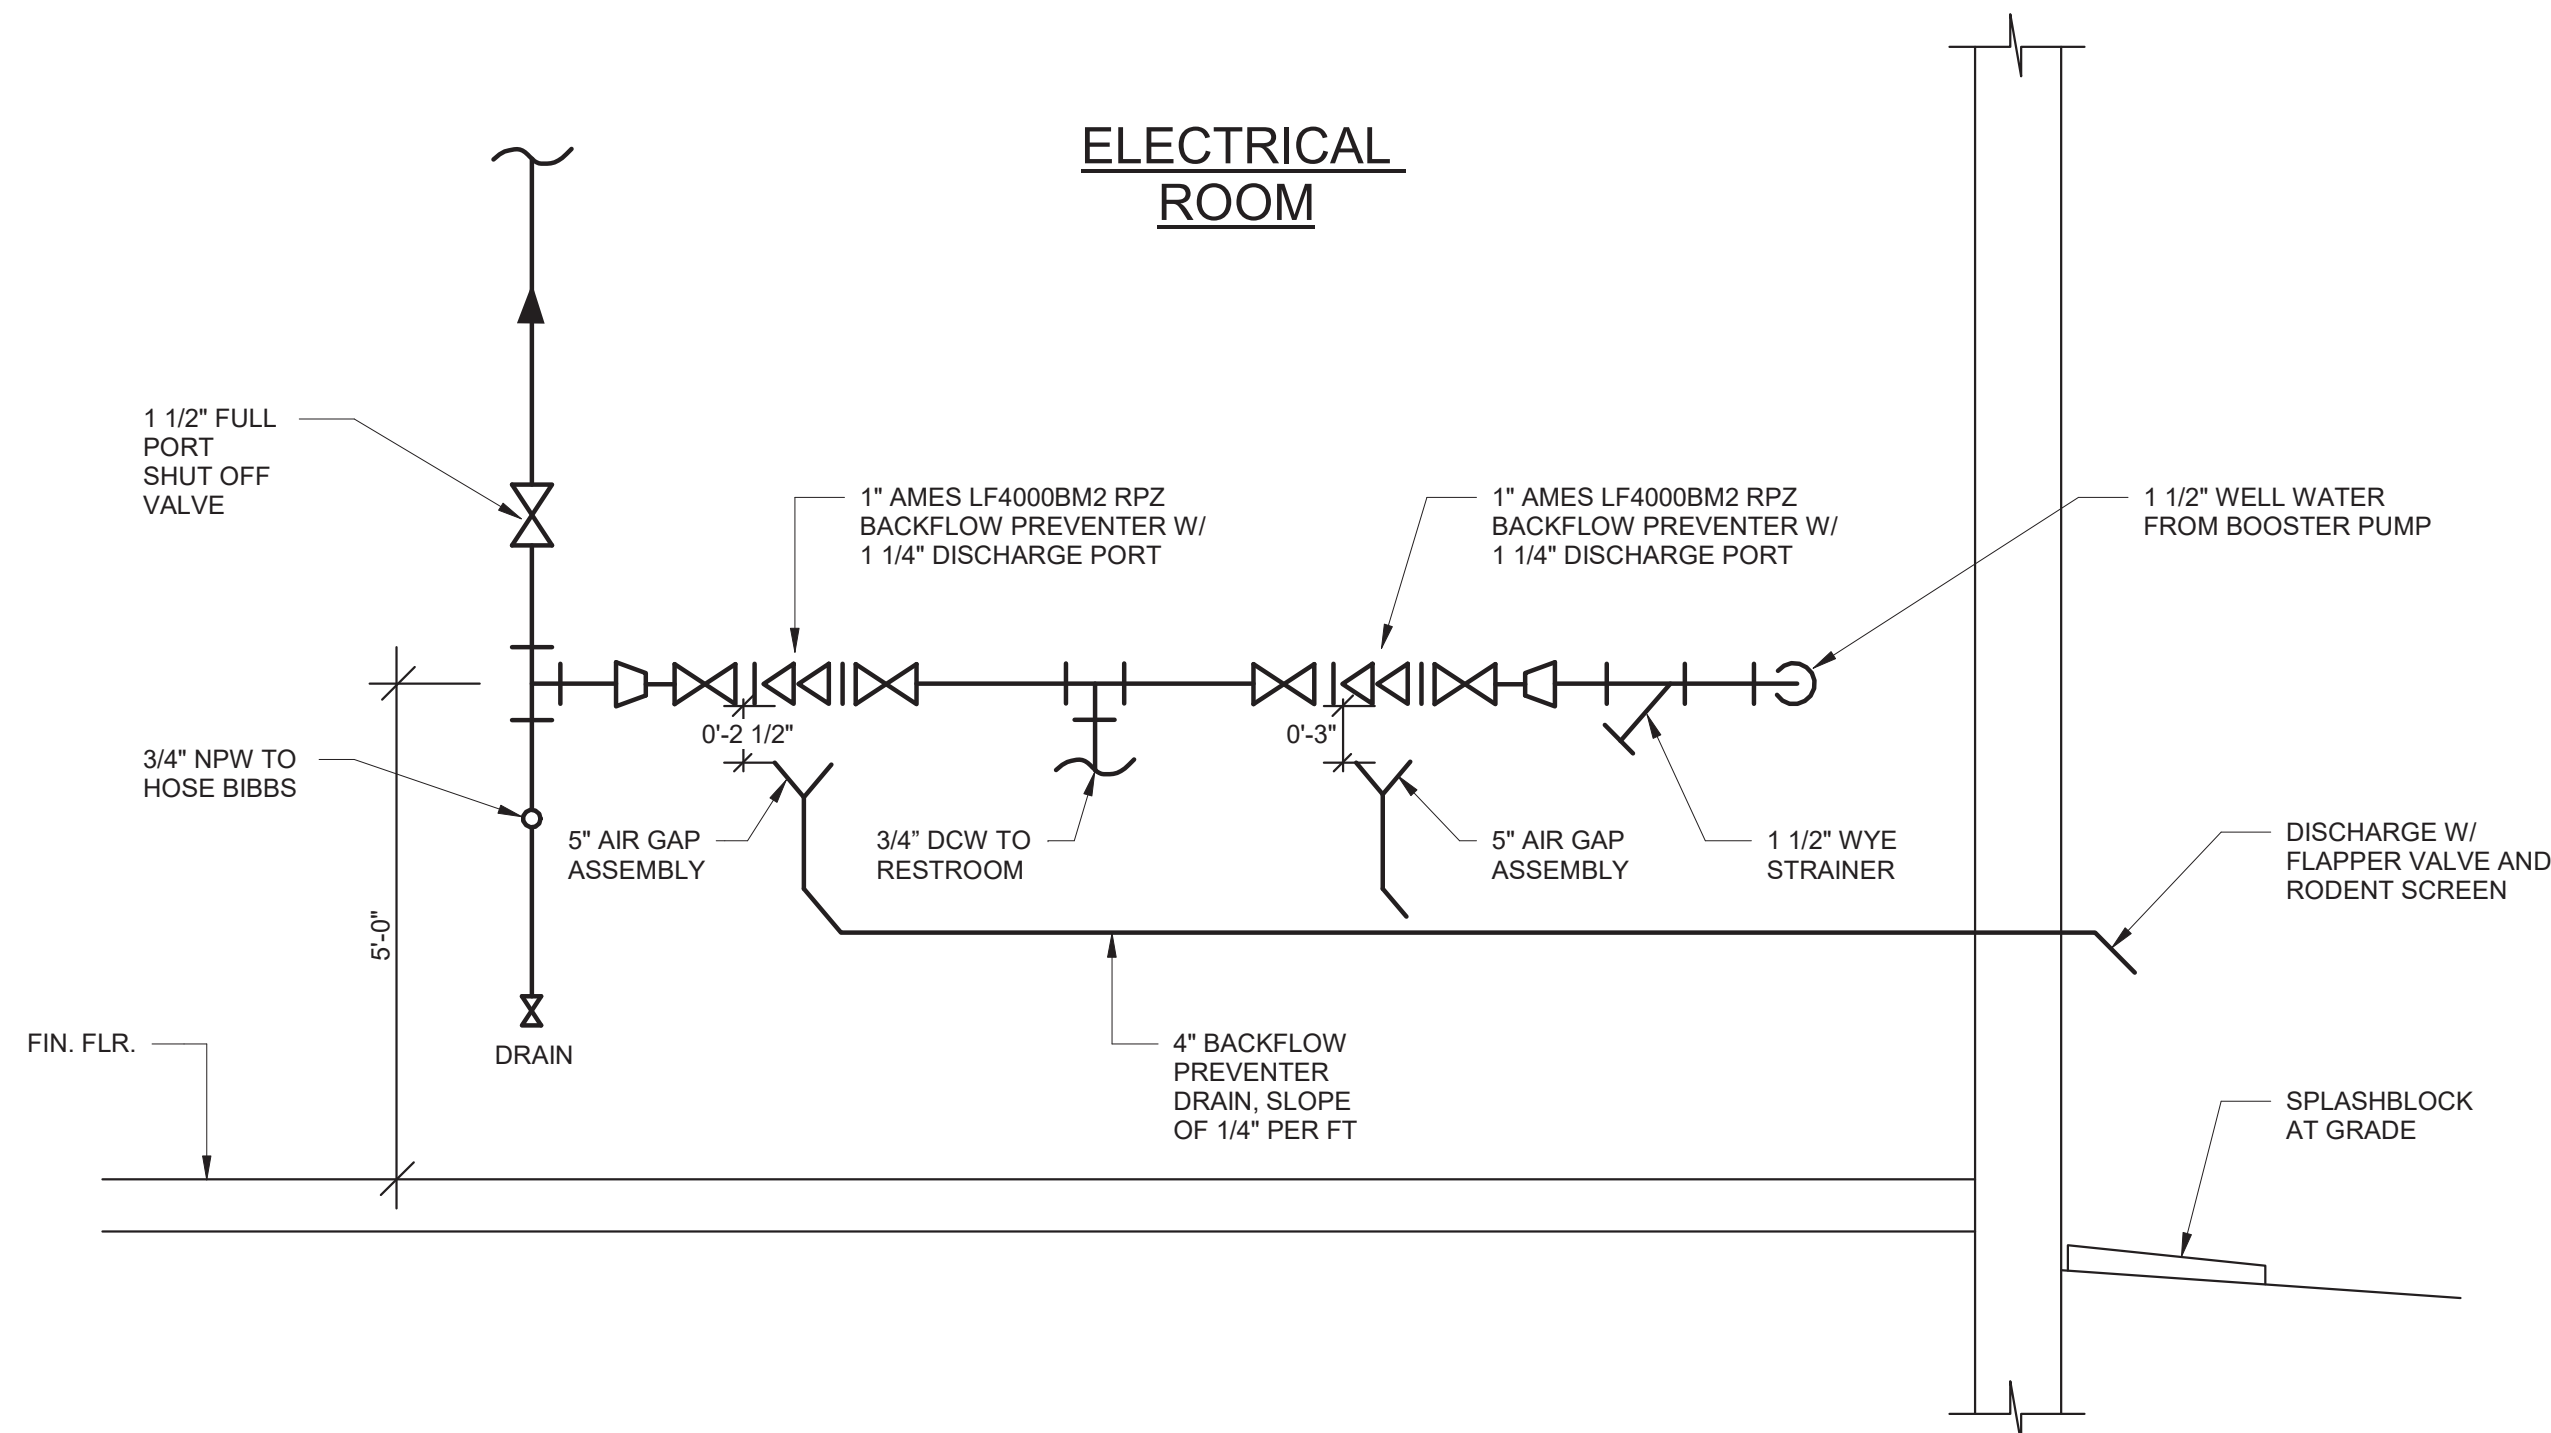 ELECTRICAL
ROOM
1 1/2" FULL
PORT
SHUT OFF
VALVE
1" AMES LF4000BM2 RPZ
BACKFLOW PREVENTER W/
1 1/4" DISCHARGE PORT
1" AMES LF4000BM2 RPZ
BACKFLOW PREVENTER W/
1 1/4" DISCHARGE PORT
1 1/2" WELL WATER
FROM BOOSTER PUMP
0'-2 1/2"
0'-3"
3/4" NPW TO
HOSE BIBBS
5" AIR GAP
ASSEMBLY
3/4” DCW TO
RESTROOM
5" AIR GAP
ASSEMBLY
1 1/2" WYE
STRAINER
DISCHARGE W/
FLAPPER VALVE AND
RODENT SCREEN
5'-0"
FIN. FLR.
DRAIN
4" BACKFLOW
PREVENTER
DRAIN, SLOPE
OF 1/4" PER FT
SPLASHBLOCK
AT GRADE